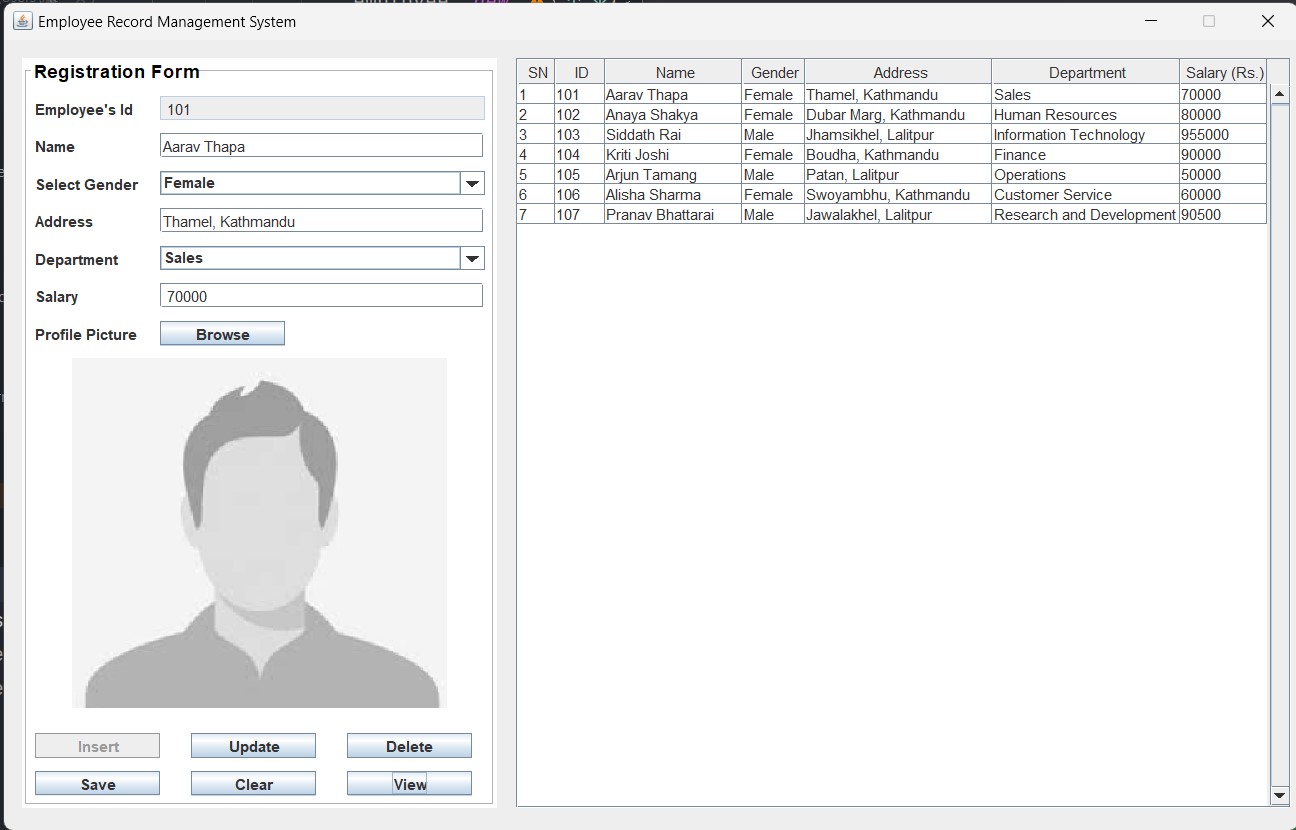 Employee Record Management System
Registration Form
Employee's Id 101
Name Aarav Thapa
Select Gender Female
Address Thamel, Kathmandu
Department Sales
Salary 70000
Profile Picture Browse
Insert Update Delete
Save Clear View
SN ID Name Gender Address Department Salary (Rs.)
1 101 Aarav Thapa Female Thamel, Kathmandu Sales 70000
2 102 Anaya Shakya Female Dubar Marg, Kathmandu Human Resources 80000
3 103 Siddath Rai Male Jhamsikhel, Lalitpur Information Technology 955000
4 104 Kriti Joshi Female Boudha, Kathmandu Finance 90000
5 105 Arjun Tamang Male Patan, Lalitpur Operations 50000
6 106 Alisha Sharma Female Swoyambhu, Kathmandu Customer Service 60000
7 107 Pranav Bhattarai Male Jawalakhel, Lalitpur Research and Development 90500